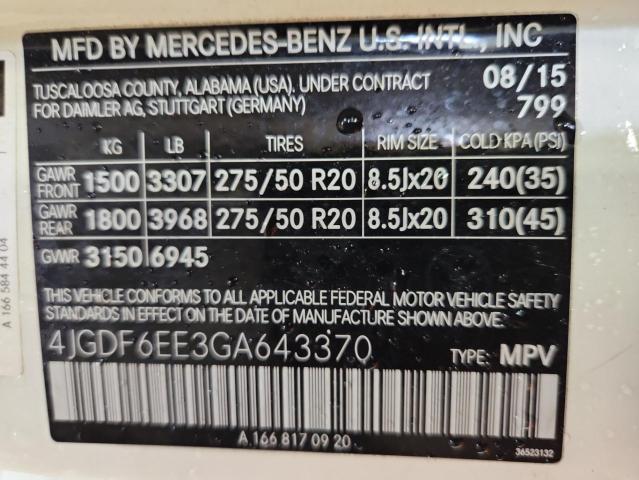 MFD BY MERCEDES-BENZ U.S. INTL., INC
TUSCALOOSA COUNTY, ALABAMA (USA). UNDER CONTRACT 08/15
FOR DAIMLER AG, STUTTGART (GERMANY) 799
KG LB TIRES RIM SIZE COLD KPA (PSI)
GAWR FRONT 1500 3307 275/50 R20 8.5Jx20 240(35)
GAWR REAR 1800 3968 275/50 R20 8.5Jx20 310(45)
GVWR 3150 6945
THIS VEHICLE CONFORMS TO ALL APPLICABLE FEDERAL MOTOR VEHICLE SAFETY
STANDARDS IN EFFECT ON THE DATE OF MANUFACTURE SHOWN ABOVE
4JGDF6EE3GA643370 TYPE: MPV
A 166 817 09 20
36523132
A 166 584 44 04